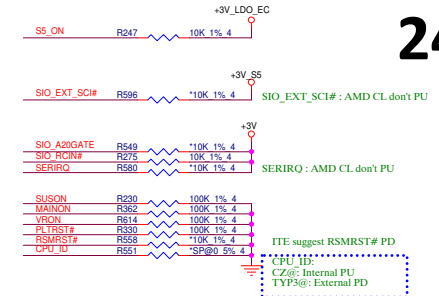 +3V_LDO_EC
24
S5_ON R247 10K_1%_4
+3V_S5
SIO_EXT_SCI# R596 *10K_1%_4 SIO_EXT_SCI# : AMD CL don't PU
+3V
SIO_A20GATE R549 *10K_1%_4
SIO_RCIN# R275 10K_1%_4
SERIRQ R580 *10K_1%_4 SERIRQ : AMD CL don't PU
SUSON R230 100K_1%_4
MAINON R362 100K_1%_4
VRON R614 100K_1%_4
PLTRST# R330 100K_1%_4
RSMRST# R558 *10K_1%_4 ITE suggest RSMRST# PD
CPU_ID R551 *SP@0_5%_4
CPU_ID:
CZ@: Internal PU
TYP3@: External PD